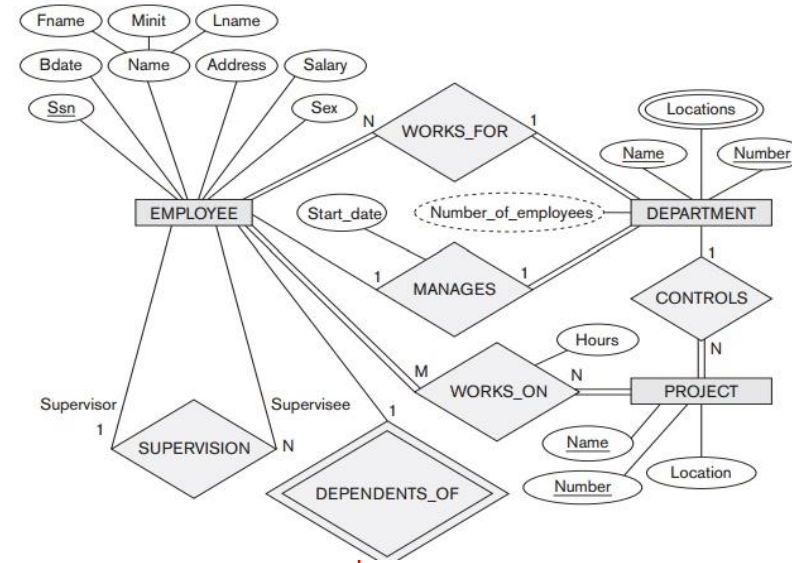 Fname Minit Lname
Bdate Name Address Salary
Ssn Sex
N WORKS_FOR 1
Locations
Name Number
EMPLOYEE Start_date Number_of_employees DEPARTMENT
1 MANAGES 1
1
CONTROLS
N
Hours
M WORKS_ON N PROJECT
Supervisor Supervisee
1 SUPERVISION N
1
DEPENDENTS_OF
Name
Number Location